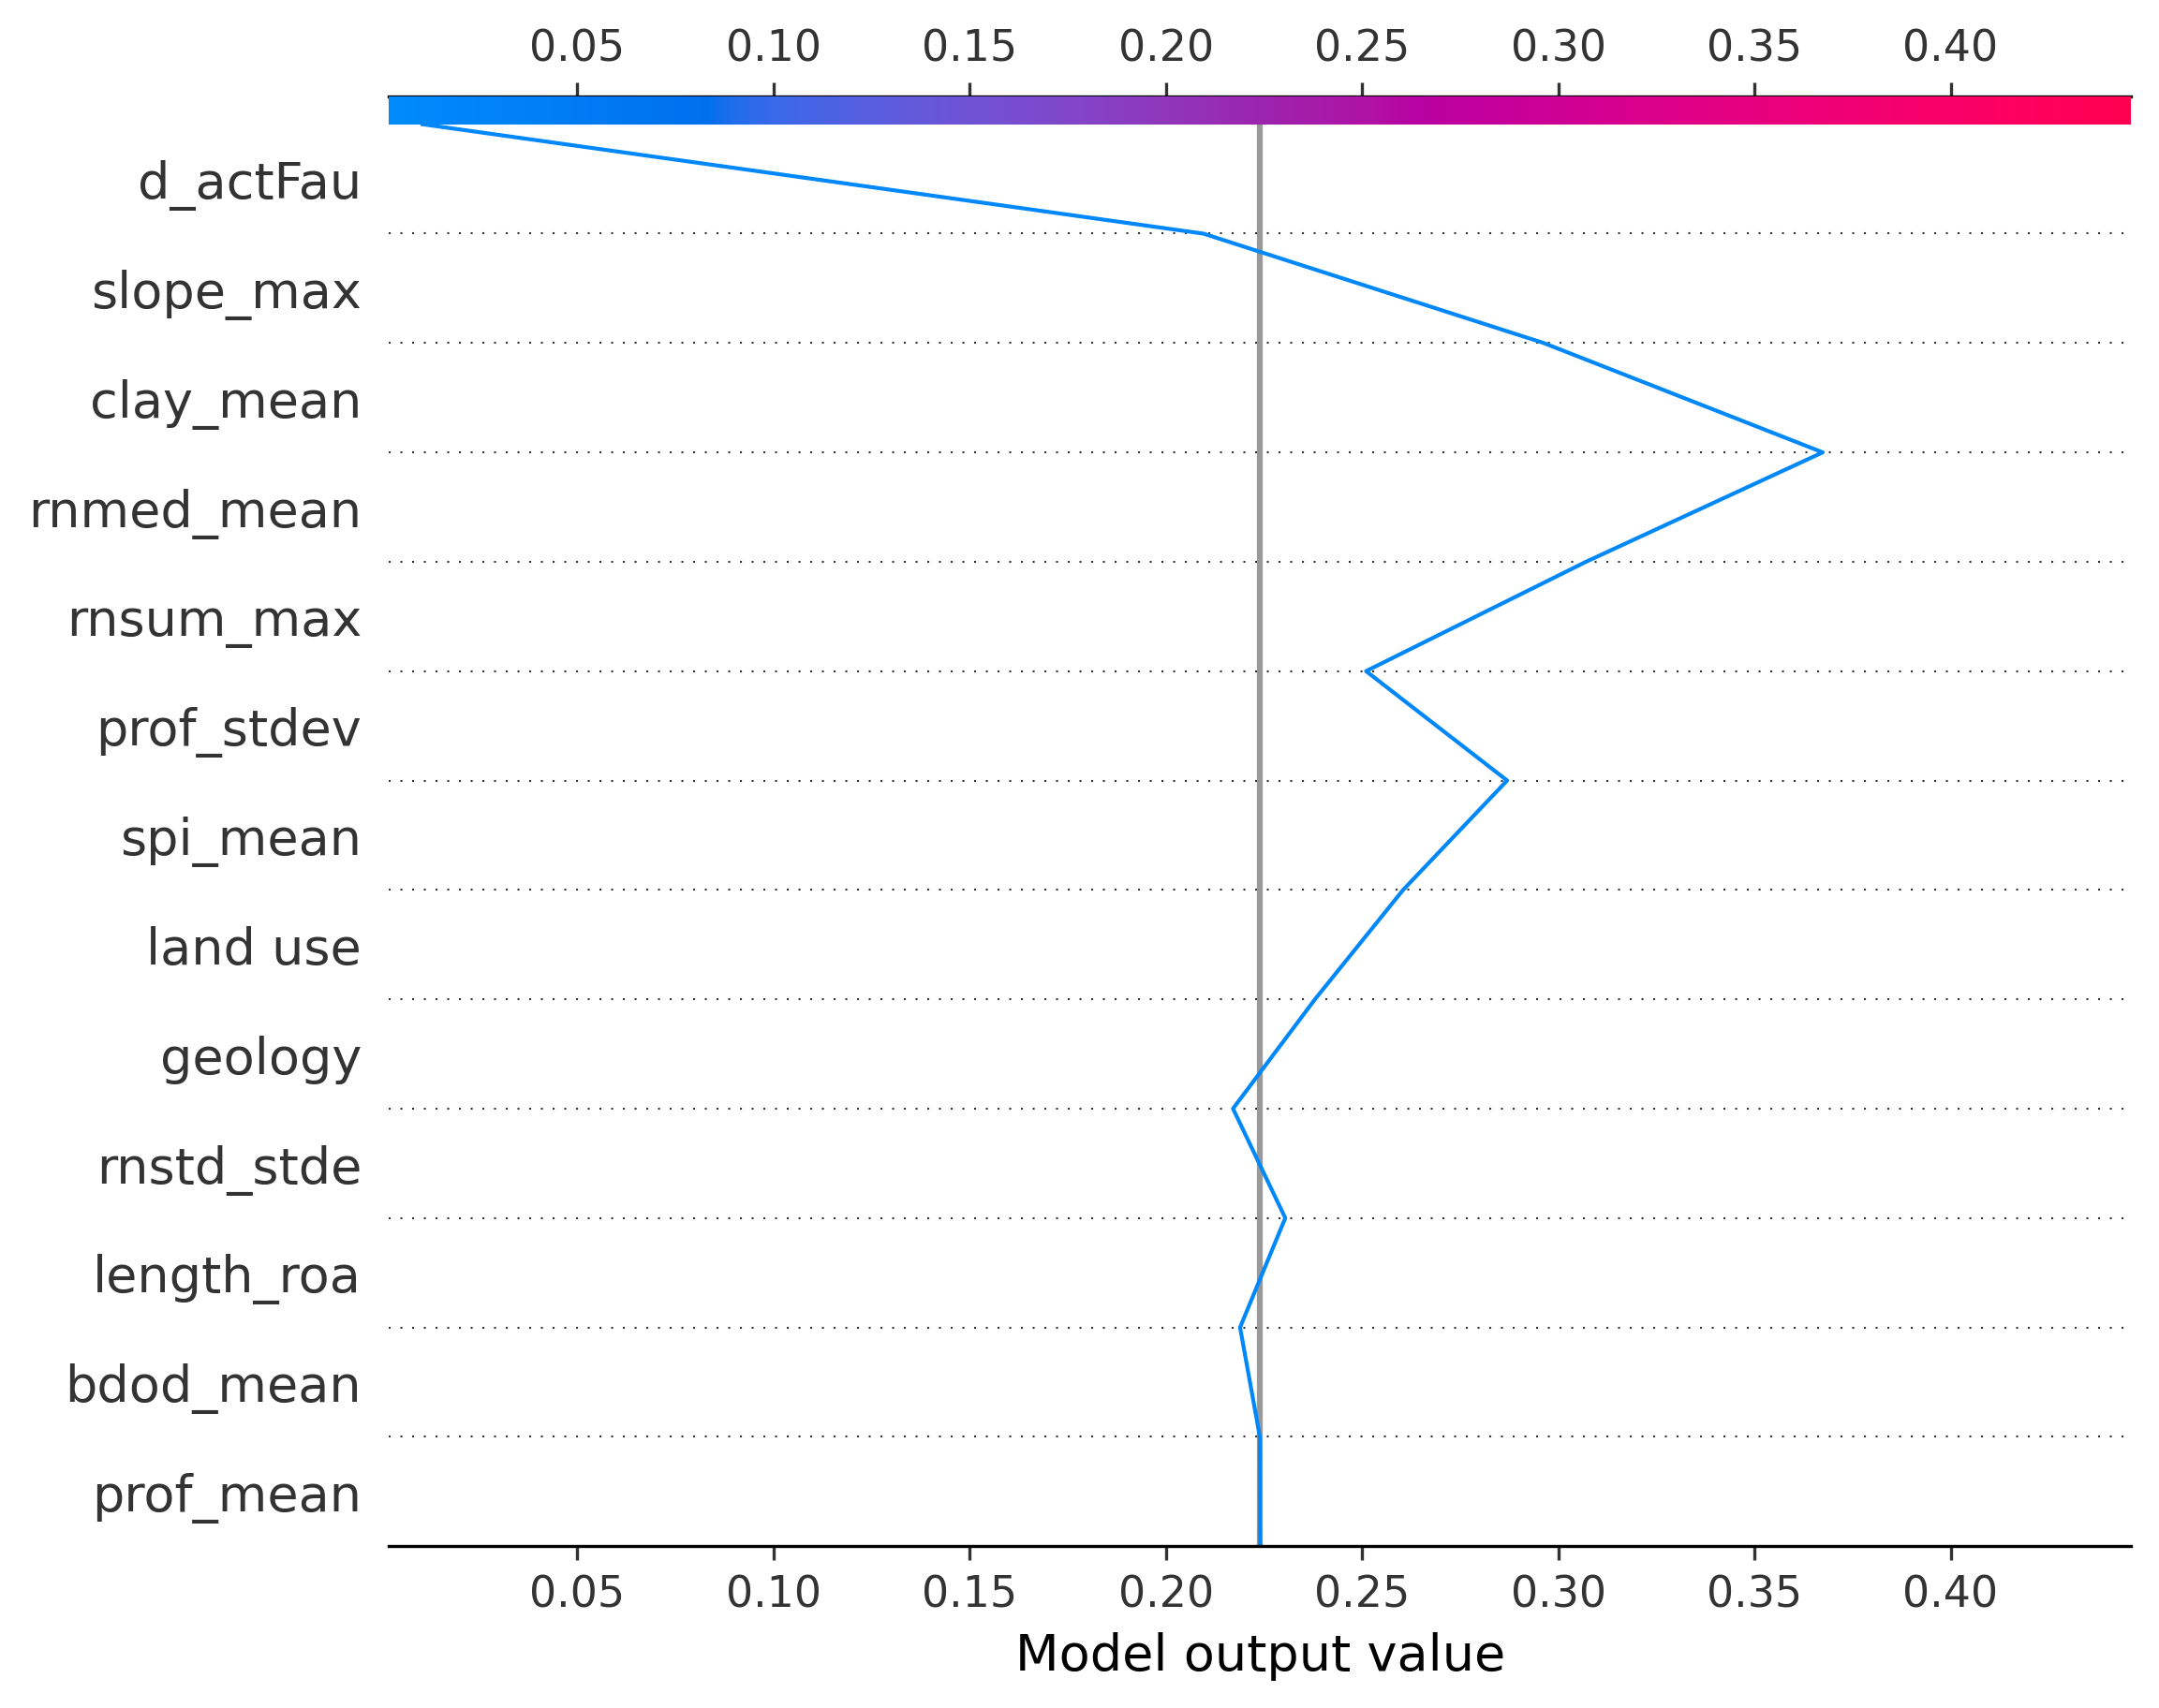 0.05 0.10 0.15 0.20 0.25 0.30 0.35 0.40
d_actFau
slope_max
clay_mean
rnmed_mean
rnsum_max
prof_stdev
spi_mean
land use
geology
rnstd_stde
length_roa
bdod_mean
prof_mean
0.05 0.10 0.15 0.20 0.25 0.30 0.35 0.40
Model output value